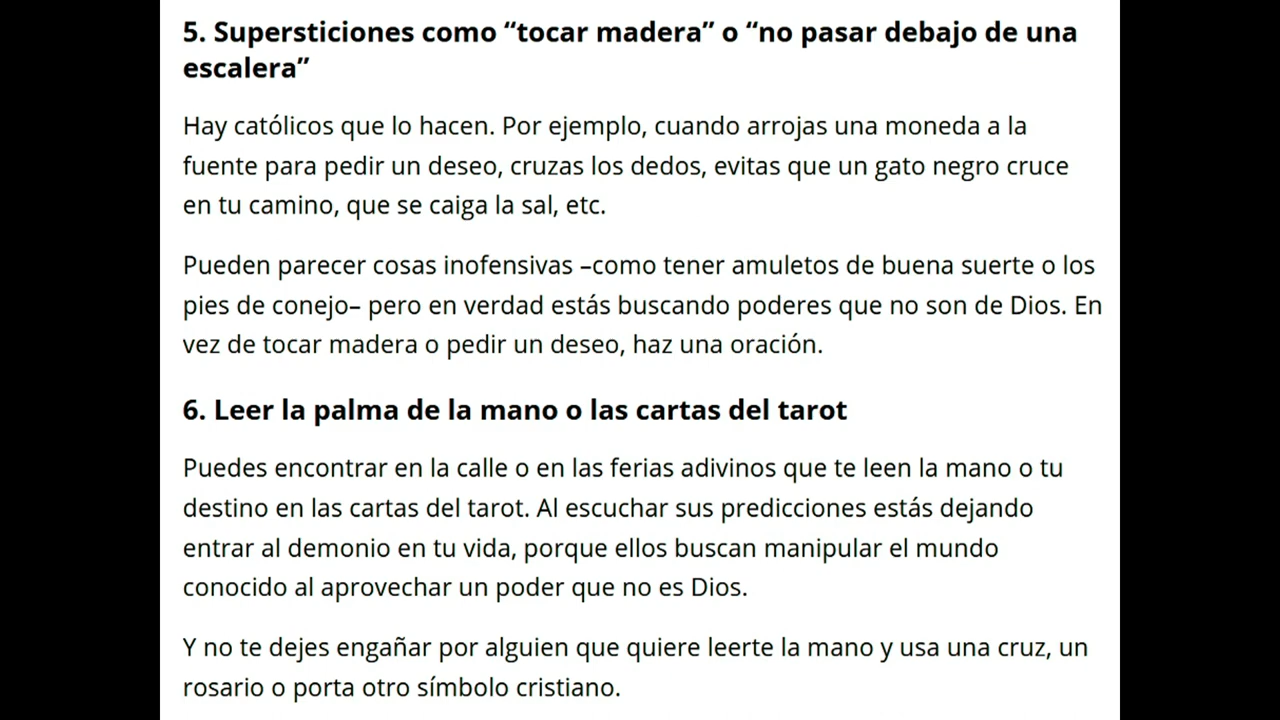 5. Supersticiones como “tocar madera” o “no pasar debajo de una
escalera”
Hay católicos que lo hacen. Por ejemplo, cuando arrojas una moneda a la
fuente para pedir un deseo, cruzas los dedos, evitas que un gato negro cruce
en tu camino, que se caiga la sal, etc.
Pueden parecer cosas inofensivas –como tener amuletos de buena suerte o los
pies de conejo– pero en verdad estás buscando poderes que no son de Dios. En
vez de tocar madera o pedir un deseo, haz una oración.
6. Leer la palma de la mano o las cartas del tarot
Puedes encontrar en la calle o en las ferias adivinos que te leen la mano o tu
destino en las cartas del tarot. Al escuchar sus predicciones estás dejando
entrar al demonio en tu vida, porque ellos buscan manipular el mundo
conocido al aprovechar un poder que no es Dios.
Y no te dejes engañar por alguien que quiere leerte la mano y usa una cruz, un
rosario o porta otro símbolo cristiano.